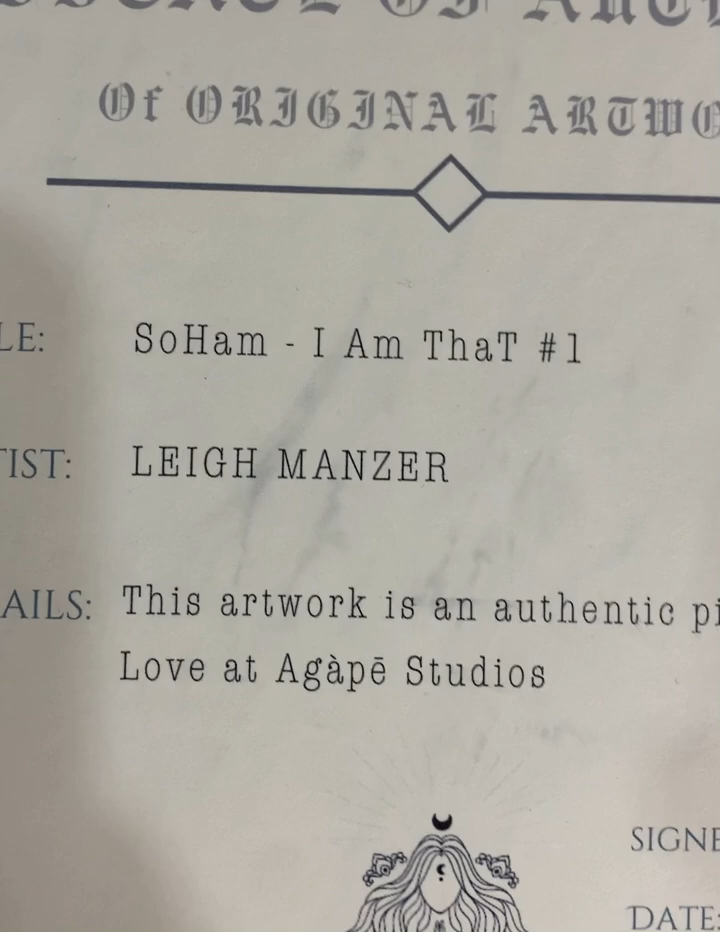 Of ORIGINAL
LE: SoHam - I Am ThaT #1
TIST: LEIGH MANZER
AILS: This artwork is an authentic pi
Love at Agàpē Studios
SIGNE
DATE: